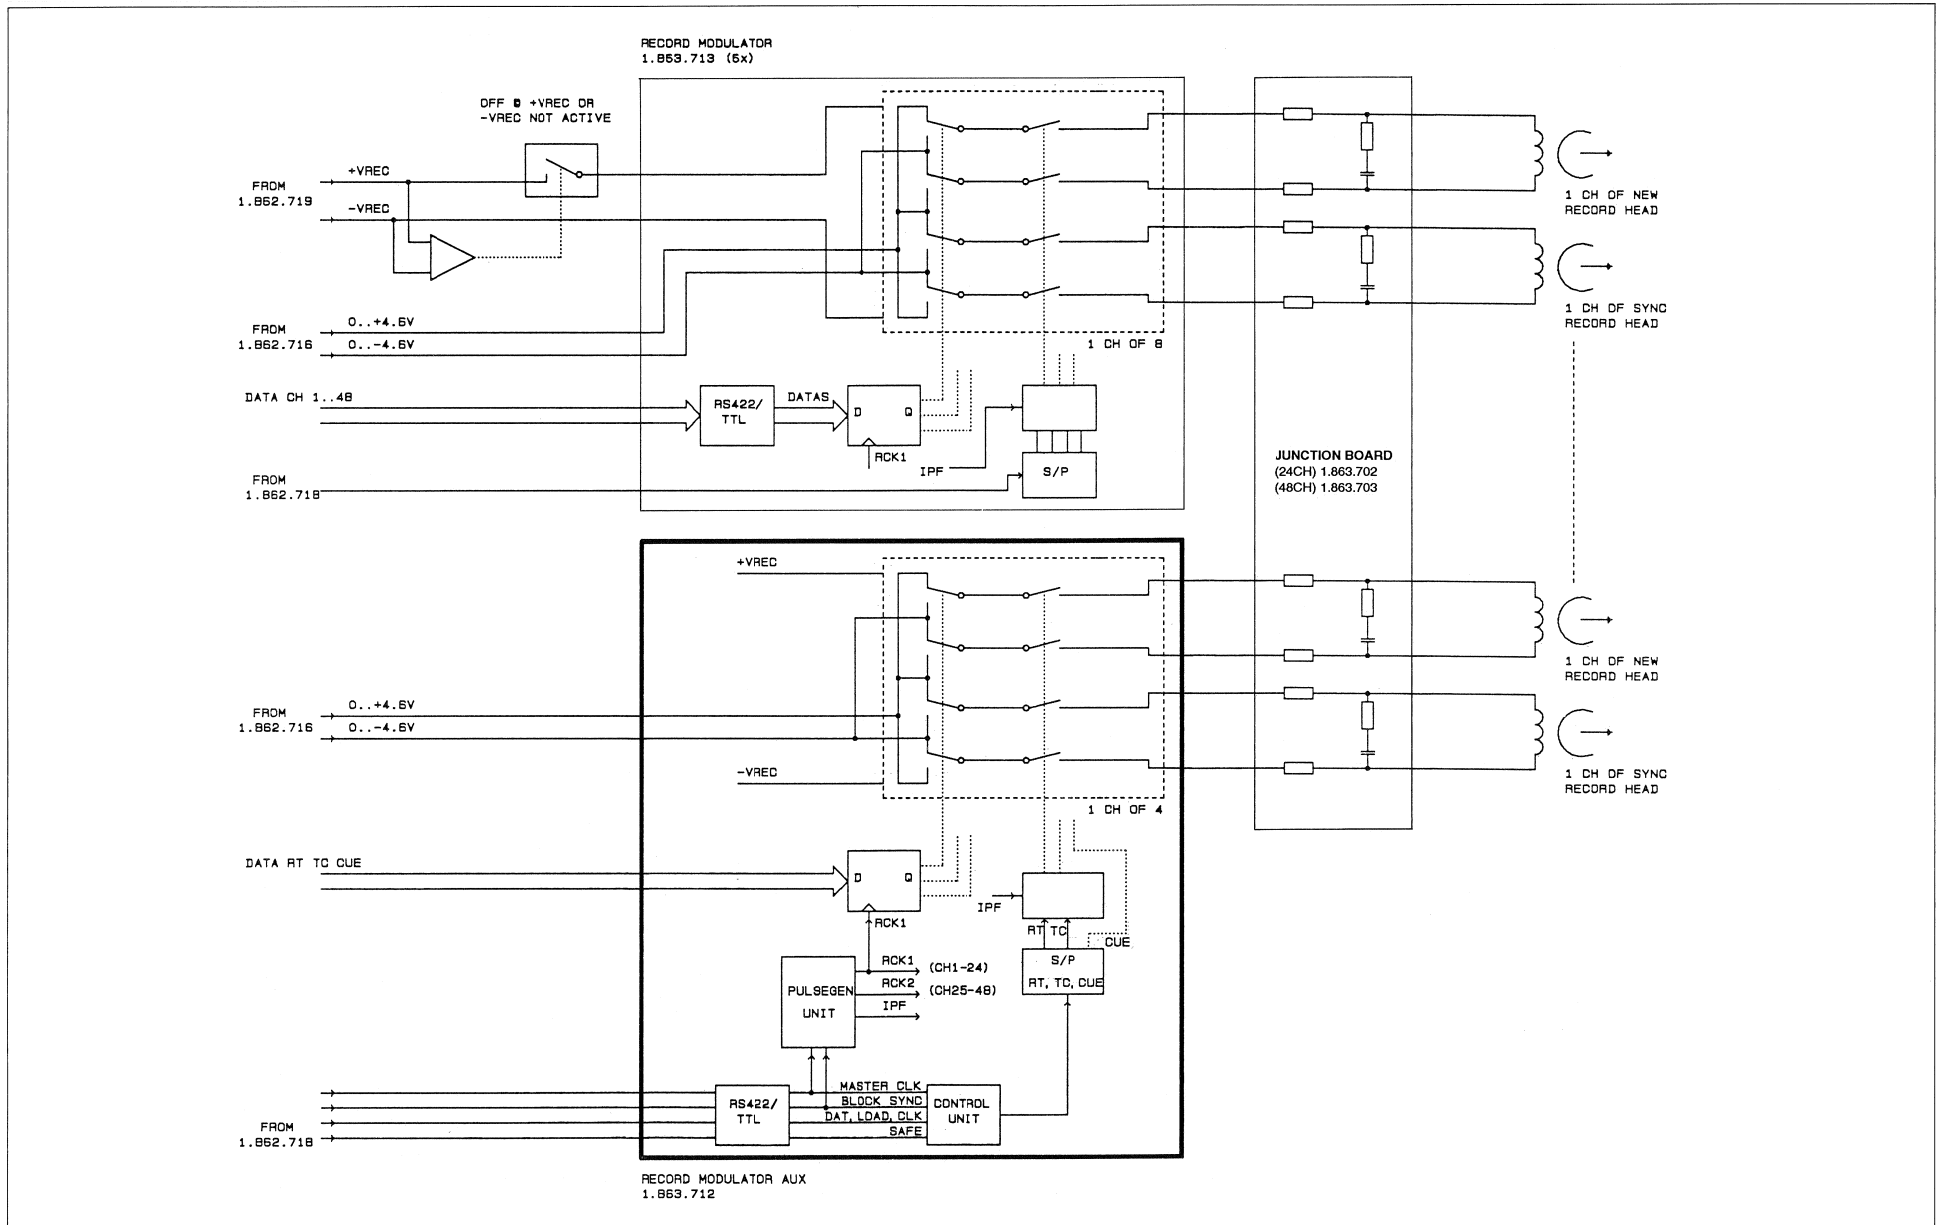 RECORD MODULATOR
1.863.713 (6x)
OFF @ +VREC OR
-VREC NOT ACTIVE
+VREC
FROM
1.862.719
-VREC
1 CH OF NEW
RECORD HEAD
1 CH OF SYNC
RECORD HEAD
0..+4.6V
FROM
1.862.716
0..-4.6V
1 CH OF 8
DATA CH 1..48
RS422/
TTL
DATAS
D
Q
RCK1
IPF
S/P
FROM
1.862.718
JUNCTION BOARD
(24CH) 1.863.702
(48CH) 1.863.703
+VREC
0..+4.6V
FROM
1.862.716
0..-4.6V
-VREC
1 CH OF 4
1 CH OF NEW
RECORD HEAD
1 CH OF SYNC
RECORD HEAD
DATA RT TC CUE
D
Q
RCK1
IPF
RT TC
CUE
S/P
RT, TC, CUE
PULSEGEN
UNIT
RCK1 (CH1-24)
RCK2 (CH25-48)
IPF
RS422/
TTL
MASTER CLK
BLOCK SYNC
DAT, LOAD, CLK
SAFE
CONTROL
UNIT
FROM
1.862.718
RECORD MODULATOR AUX
1.863.712